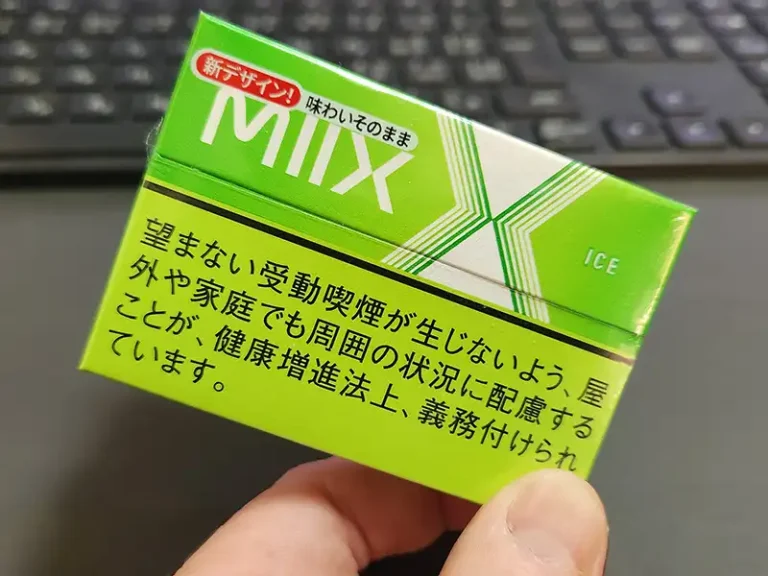 新デザイン!
味わいそのまま
MIIX
ICE
望まない受動喫煙が生じないよう、屋
外や家庭でも周囲の状況に配慮する
ことが、健康増進法上、義務付けられ
ています。